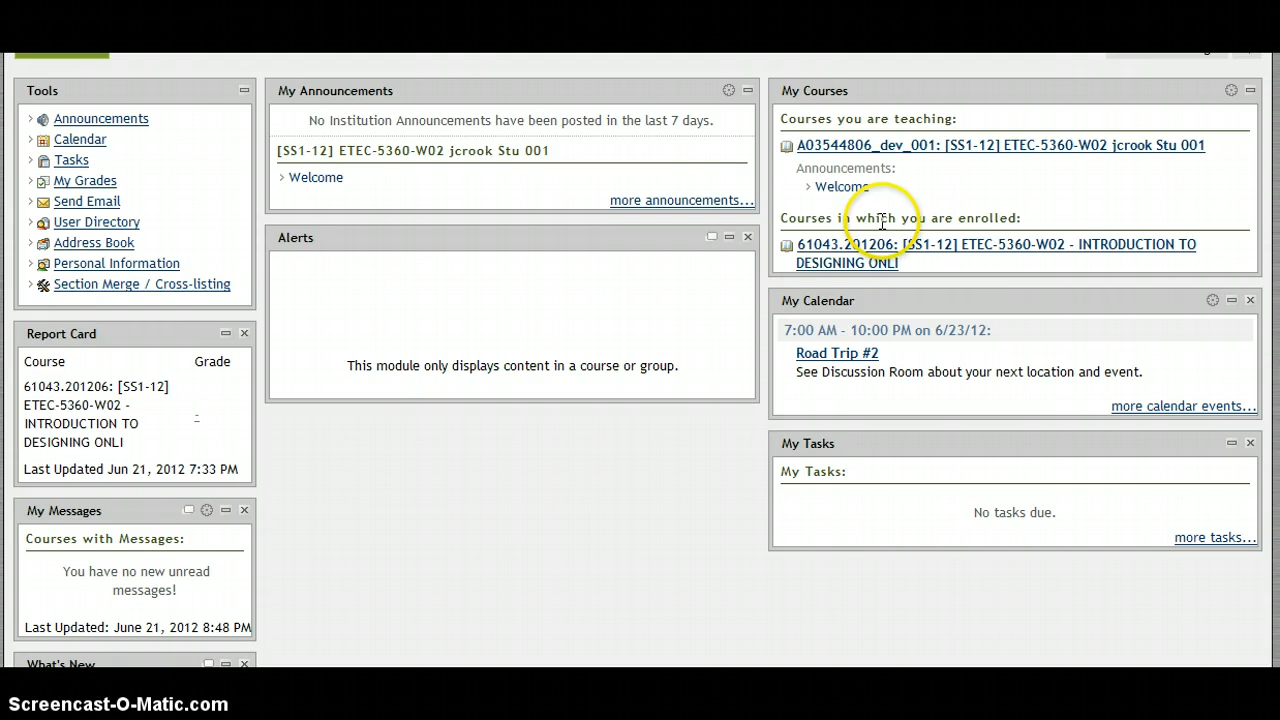 Tools
Announcements
Calendar
Tasks
My Grades
Send Email
User Directory
Address Book
Personal Information
Section Merge / Cross-listing
Report Card
Course Grade
61043.201206: [SS1-12]
ETEC-5360-W02 -
INTRODUCTION TO
DESIGNING ONLI
-
Last Updated Jun 21, 2012 7:33 PM
My Messages
Courses with Messages:
You have no new unread
messages!
Last Updated: June 21, 2012 8:48 PM
What's New
My Announcements
No Institution Announcements have been posted in the last 7 days.
[SS1-12] ETEC-5360-W02 jcrook Stu 001
Welcome
more announcements...
Alerts
This module only displays content in a course or group.
My Courses
Courses you are teaching:
A03544806_dev_001: [SS1-12] ETEC-5360-W02 jcrook Stu 001
Announcements:
Welcome
Courses in which you are enrolled:
61043.201206: [SS1-12] ETEC-5360-W02 - INTRODUCTION TO
DESIGNING ONLI
My Calendar
7:00 AM - 10:00 PM on 6/23/12:
Road Trip #2
See Discussion Room about your next location and event.
more calendar events...
My Tasks
My Tasks:
No tasks due.
more tasks...
Screencast-O-Matic.com